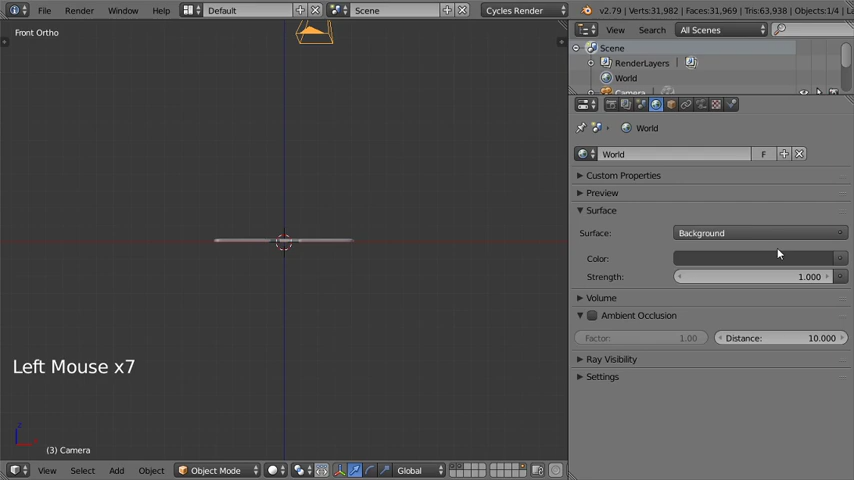 File Render Window Help Default Scene Cycles Render v2.79 | Verts:31,982 | Faces:31,969 | Tris:63,938 | Objects:1/4 | La
Front Ortho
View Search All Scenes
Scene
RenderLayers
World
Camera
World
World F
Custom Properties
Preview
Surface
Surface: Background
Color:
Strength: 1.000
Volume
Ambient Occlusion
Factor: 1.00 Distance: 10.000
Ray Visibility
Settings
Left Mouse x7
(3) Camera
View Select Add Object Object Mode Global